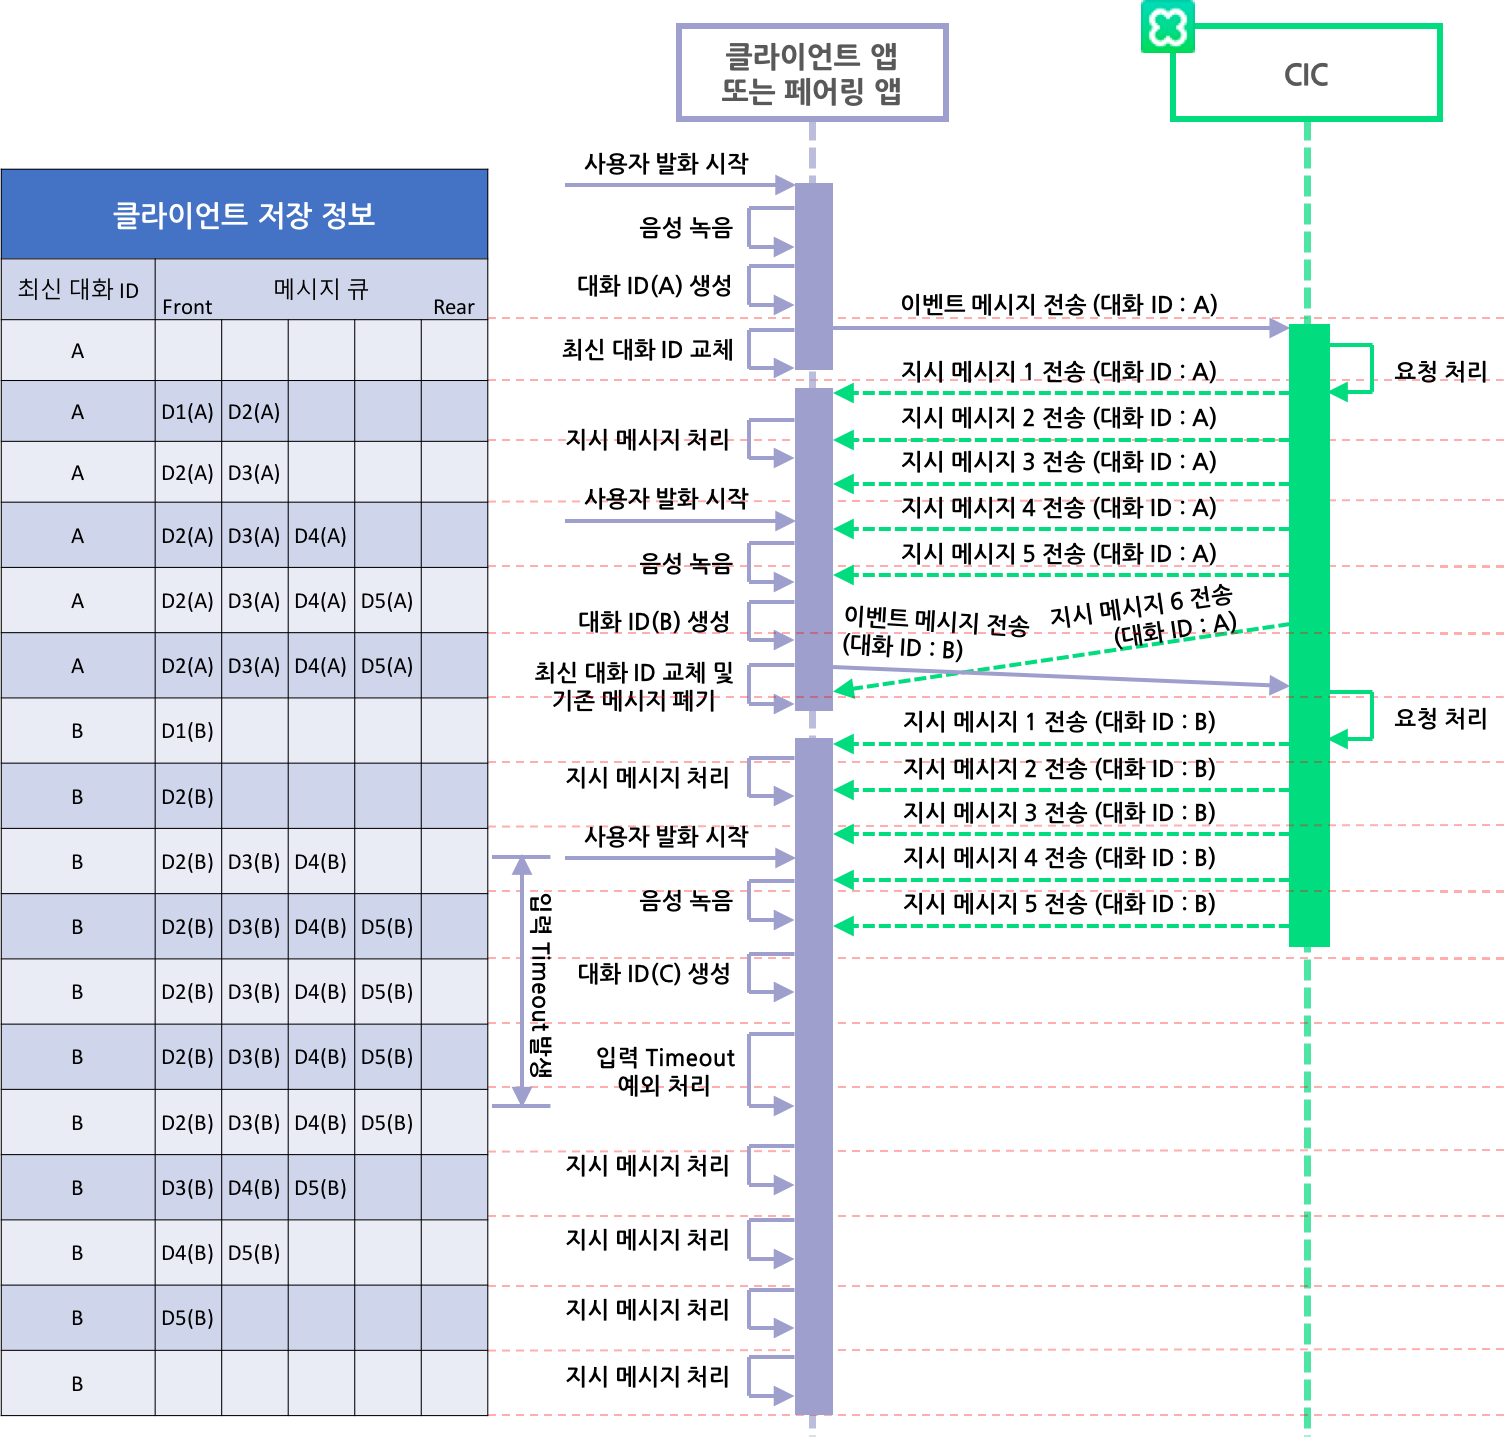 클라이언트 앱
또는 페어링 앱
CIC
클라이언트 저장 정보
최신 대화 ID
메시지 큐
Front
Rear
A
A D1(A) D2(A)
A D2(A) D3(A)
A D2(A) D3(A) D4(A)
A D2(A) D3(A) D4(A) D5(A)
A D2(A) D3(A) D4(A) D5(A)
B D1(B)
B D2(B)
B D2(B) D3(B) D4(B)
B D2(B) D3(B) D4(B) D5(B)
B D2(B) D3(B) D4(B) D5(B)
B D2(B) D3(B) D4(B) D5(B)
B D2(B) D3(B) D4(B) D5(B)
B D3(B) D4(B) D5(B)
B D4(B) D5(B)
B D5(B)
B
입력 Timeout 발생
사용자 발화 시작
음성 녹음
대화 ID(A) 생성
최신 대화 ID 교체
지시 메시지 처리
사용자 발화 시작
음성 녹음
대화 ID(B) 생성
최신 대화 ID 교체 및
기존 메시지 폐기
지시 메시지 처리
사용자 발화 시작
음성 녹음
대화 ID(C) 생성
입력 Timeout
예외 처리
지시 메시지 처리
지시 메시지 처리
지시 메시지 처리
지시 메시지 처리
이벤트 메시지 전송 (대화 ID : A)
지시 메시지 1 전송 (대화 ID : A)
지시 메시지 2 전송 (대화 ID : A)
지시 메시지 3 전송 (대화 ID : A)
지시 메시지 4 전송 (대화 ID : A)
지시 메시지 5 전송 (대화 ID : A)
이벤트 메시지 전송
(대화 ID : B)
지시 메시지 6 전송
(대화 ID : A)
지시 메시지 1 전송 (대화 ID : B)
지시 메시지 2 전송 (대화 ID : B)
지시 메시지 3 전송 (대화 ID : B)
지시 메시지 4 전송 (대화 ID : B)
지시 메시지 5 전송 (대화 ID : B)
요청 처리
요청 처리